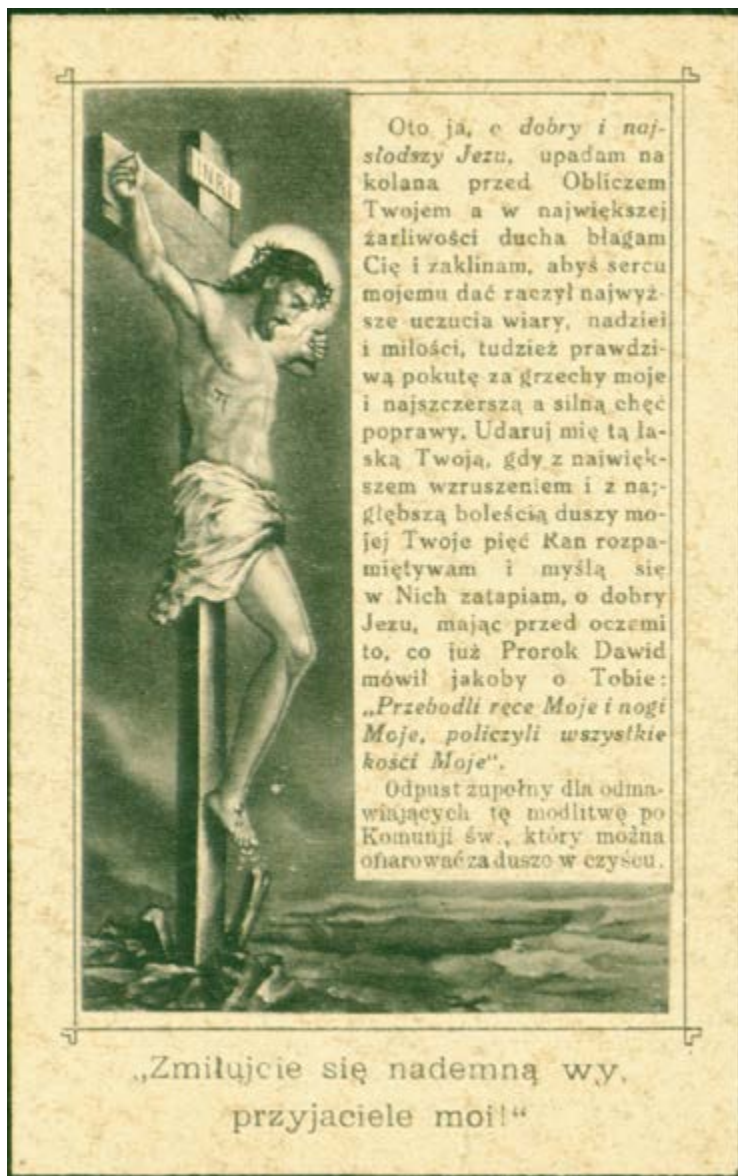 INRI
Oto ja, o dobry i naj-
słodszy Jezu, upadam na
kolana przed Obliczem
Twojem a w największej
żarliwości ducha błagam
Cię i zaklinam, abyś sercu
mojemu dać raczył najwyż-
sze uczucia wiary, nadziei
i miłości, tudzież prawdzi-
wą pokutę za grzechy moje
i najszczerszą a silną chęć
poprawy. Udaruj mię tą ła-
ską Twoją, gdy z najwięk-
szem wzruszeniem i z naj-
głębszą boleścią duszy mo-
jej Twoje pięć Ran rozpa-
miętywam i myślą się
w Nich zatapiam, o dobry
Jezu, mając przed oczami
to, co już Prorok Dawid
mówił jakoby o Tobie:
„Przebodli ręce Moje i nogi
Moje, policzyli wszystkie
kości Moje".
Odpust zupełny dla odma-
wiających tę modlitwę po
Komunji św., który można
ofiarować za dusze w czyścu.
„Zmiłujcie się nademną wy,
przyjaciele moi!"